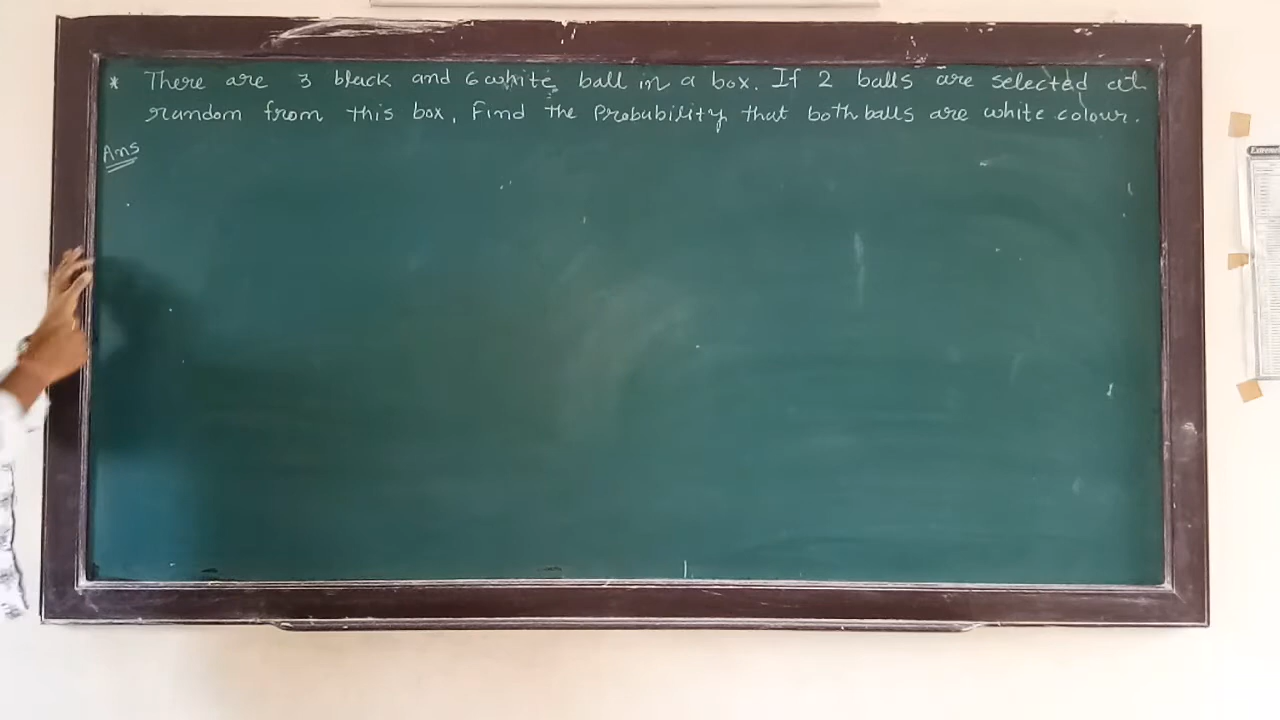 * There are 3 black and 6 white ball in a box. If 2 balls are selected at
random from this box, Find the Probability that both balls are white colour.
Ans